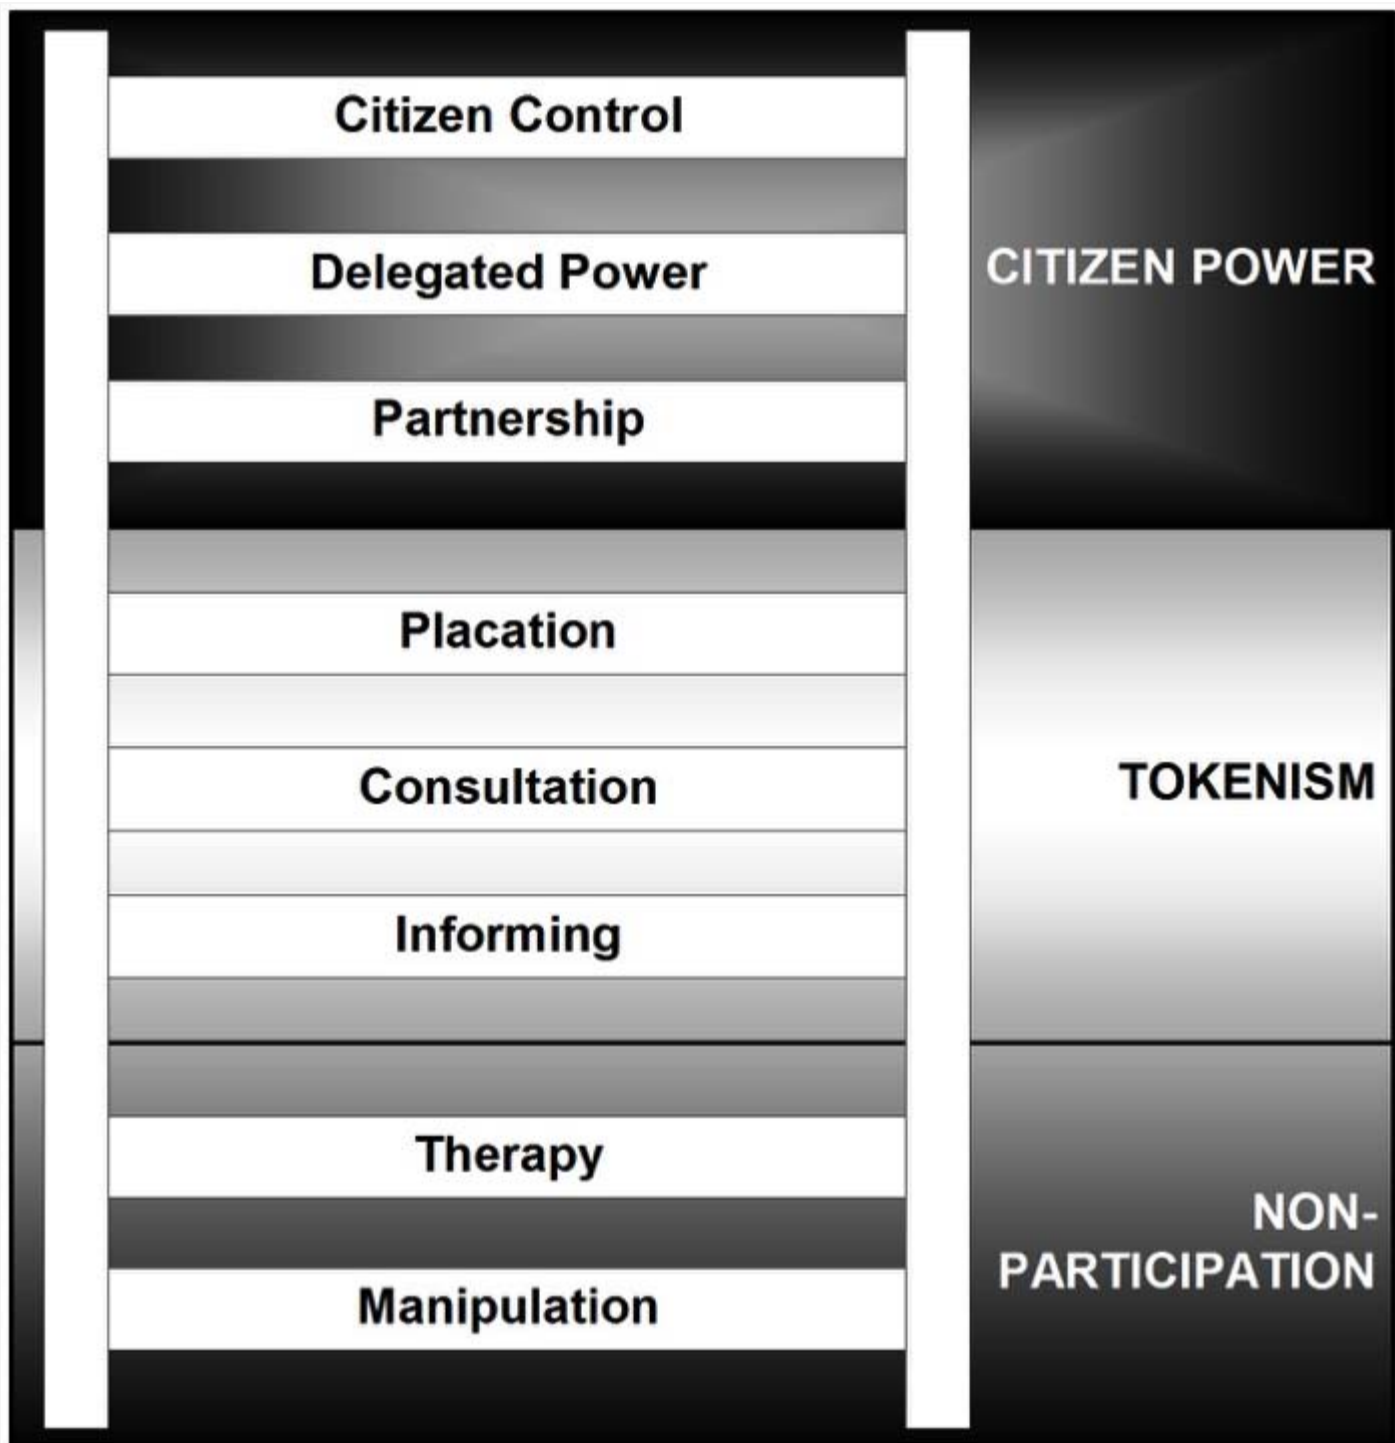 Citizen Control
Delegated Power
CITIZEN POWER
Partnership
Placation
Consultation
TOKENISM
Informing
Therapy
Manipulation
NON-
PARTICIPATION